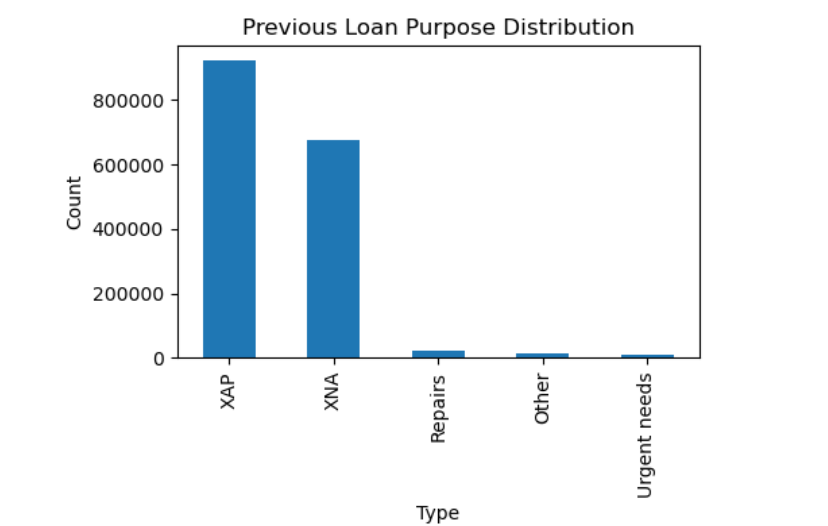 Previous Loan Purpose Distribution
Count
800000
600000
400000
200000
0
XAP
XNA
Repairs
Other
Urgent needs
Type